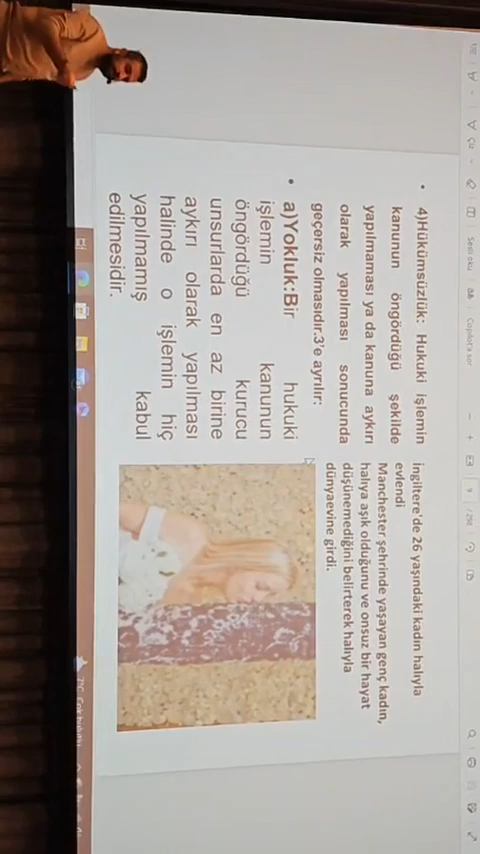 Sesli oku
Copilot'a sor
9
/ 298
• 4)Hükümsüzlük: Hukuki işlemin
kanunun öngördüğü şekilde
yapılmaması ya da kanuna aykırı
olarak yapılması sonucunda
geçersiz olmasıdır.3'e ayrılır:
• a)Yokluk:Bir hukuki
işlemin kanunun
öngördüğü kurucu
unsurlarda en az birine
aykırı olarak yapılması
halinde o işlemin hiç
yapılmamış kabul
edilmesidir.
İngiltere'de 26 yaşındaki kadın halıyla
evlendi
Manchester şehrinde yaşayan genç kadın,
halıya aşık olduğunu ve onsuz bir hayat
düşünemediğini belirterek halıyla
dünyaevine girdi.